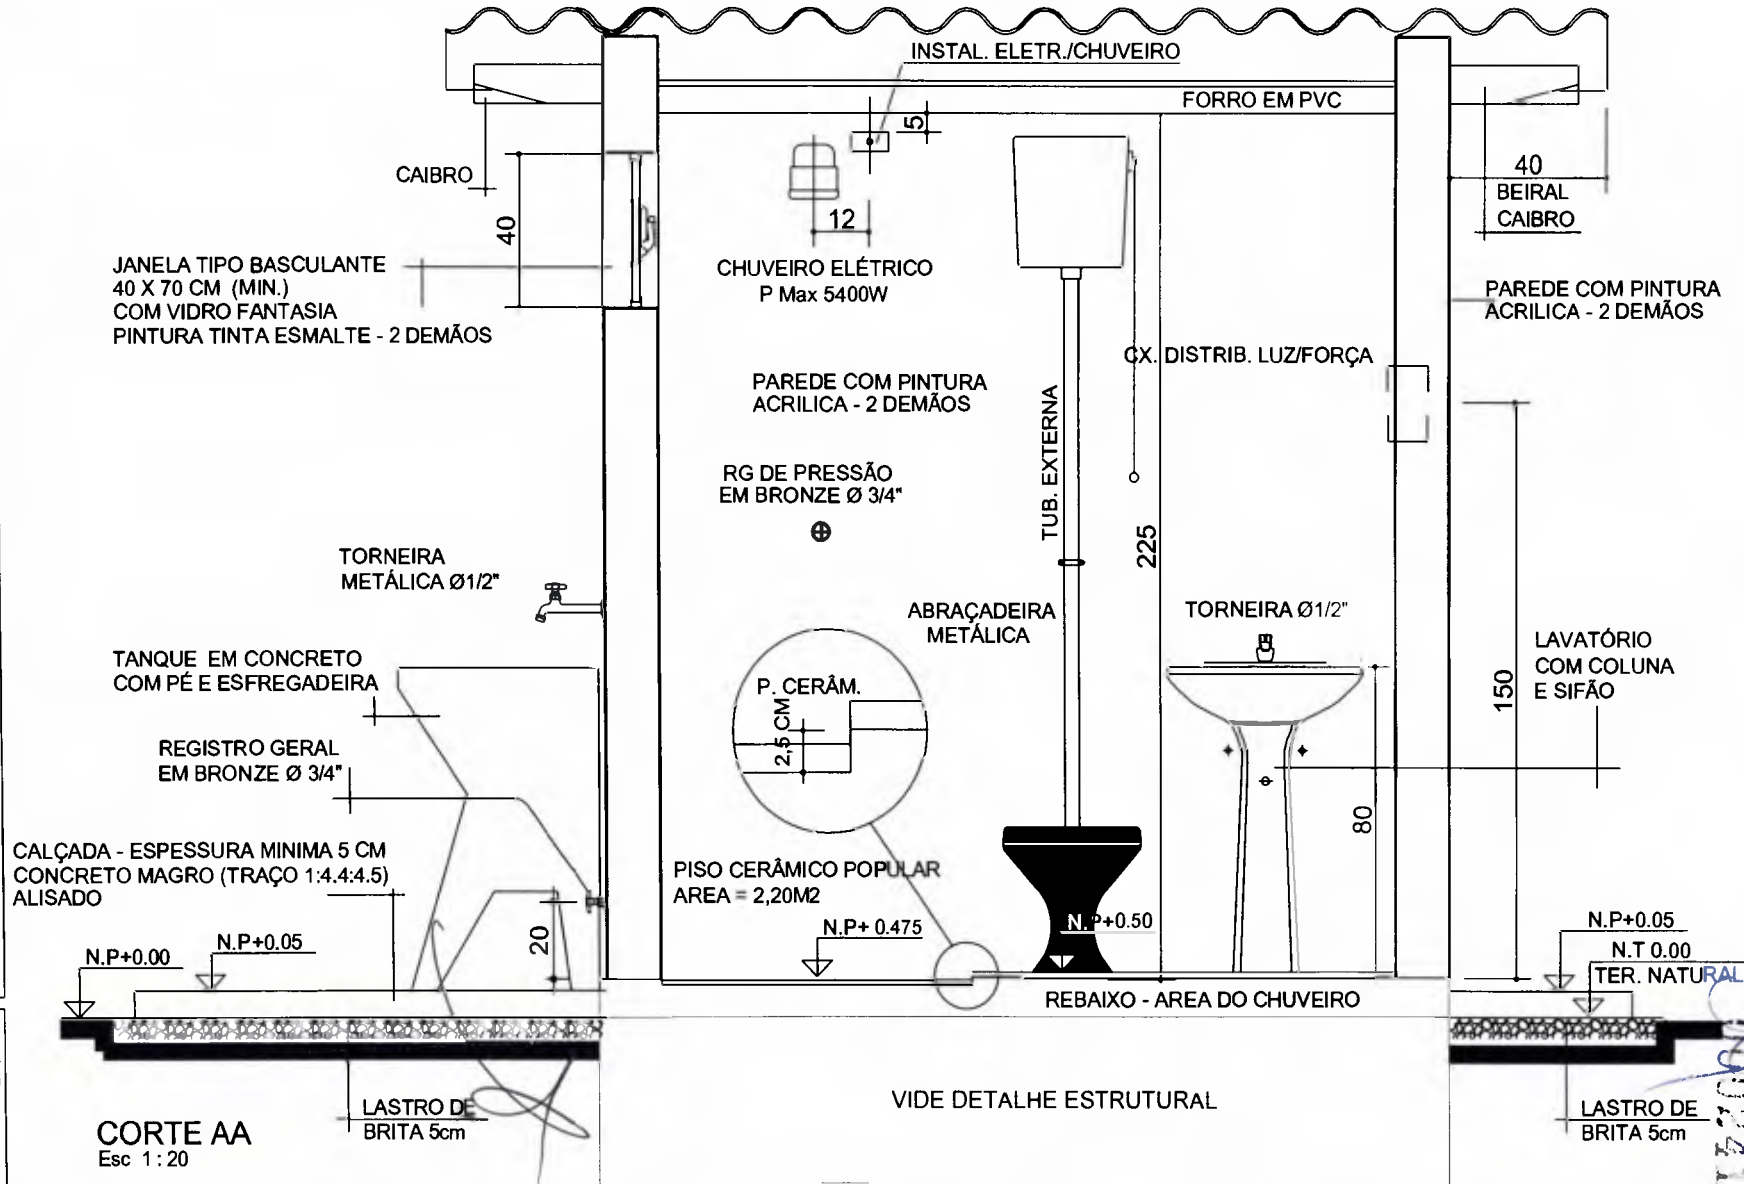 INSTAL. ELETR./CHUVEIRO
FORRO EM PVC
5
CAIBRO
40
12
40
BEIRAL
CAIBRO
JANELA TIPO BASCULANTE
40 X 70 CM (MIN.)
COM VIDRO FANTASIA
PINTURA TINTA ESMALTE - 2 DEMÃOS
CHUVEIRO ELÉTRICO
P Max 5400W
PAREDE COM PINTURA
ACRILICA - 2 DEMÃOS
CX. DISTRIB. LUZ/FORÇA
PAREDE COM PINTURA
ACRILICA - 2 DEMÃOS
TUB. EXTERNA
RG DE PRESSÃO
EM BRONZE Ø 3/4"
225
TORNEIRA
METÁLICA Ø1/2"
ABRAÇADEIRA
METÁLICA
TORNEIRA Ø1/2"
LAVATÓRIO
COM COLUNA
E SIFÃO
150
TANQUE EM CONCRETO
COM PÉ E ESFREGADEIRA
P. CERÂM.
2,5 CM
REGISTRO GERAL
EM BRONZE Ø 3/4"
80
CALÇADA - ESPESSURA MINIMA 5 CM
CONCRETO MAGRO (TRAÇO 1:4.4:4.5)
ALISADO
PISO CERÂMICO POPULAR
AREA = 2,20M2
20
N.P+0.00
N.P+0.05
N.P+ 0.475
N.P+0.50
N.P+0.05
N.T 0.00
TER. NATURAL
REBAIXO - AREA DO CHUVEIRO
VIDE DETALHE ESTRUTURAL
LASTRO DE
BRITA 5cm
LASTRO DE
BRITA 5cm
CORTE AA
Esc 1 : 20